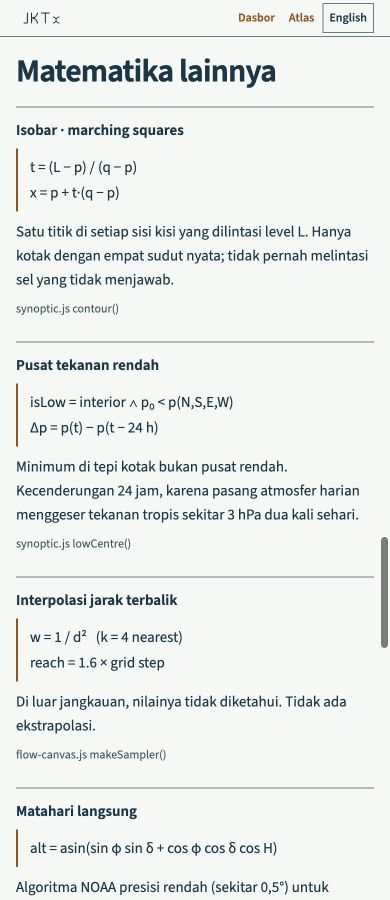 JKTx
Dasbor Atlas English
Matematika lainnya
Isobar · marching squares
t = (L − p) / (q − p)
x = p + t·(q − p)
Satu titik di setiap sisi kisi yang dilintasi level L. Hanya
kotak dengan empat sudut nyata; tidak pernah melintasi
sel yang tidak menjawab.
synoptic.js contour()
Pusat tekanan rendah
isLow = interior ∧ p₀ < p(N,S,E,W)
Δp = p(t) − p(t − 24 h)
Minimum di tepi kotak bukan pusat rendah.
Kecenderungan 24 jam, karena pasang atmosfer harian
menggeser tekanan tropis sekitar 3 hPa dua kali sehari.
synoptic.js lowCentre()
Interpolasi jarak terbalik
w = 1 / d² (k = 4 nearest)
reach = 1.6 × grid step
Di luar jangkauan, nilainya tidak diketahui. Tidak ada
ekstrapolasi.
flow-canvas.js makeSampler()
Matahari langsung
alt = asin(sin φ sin δ + cos φ cos δ cos H)
Algoritma NOAA presisi rendah (sekitar 0,5°) untuk